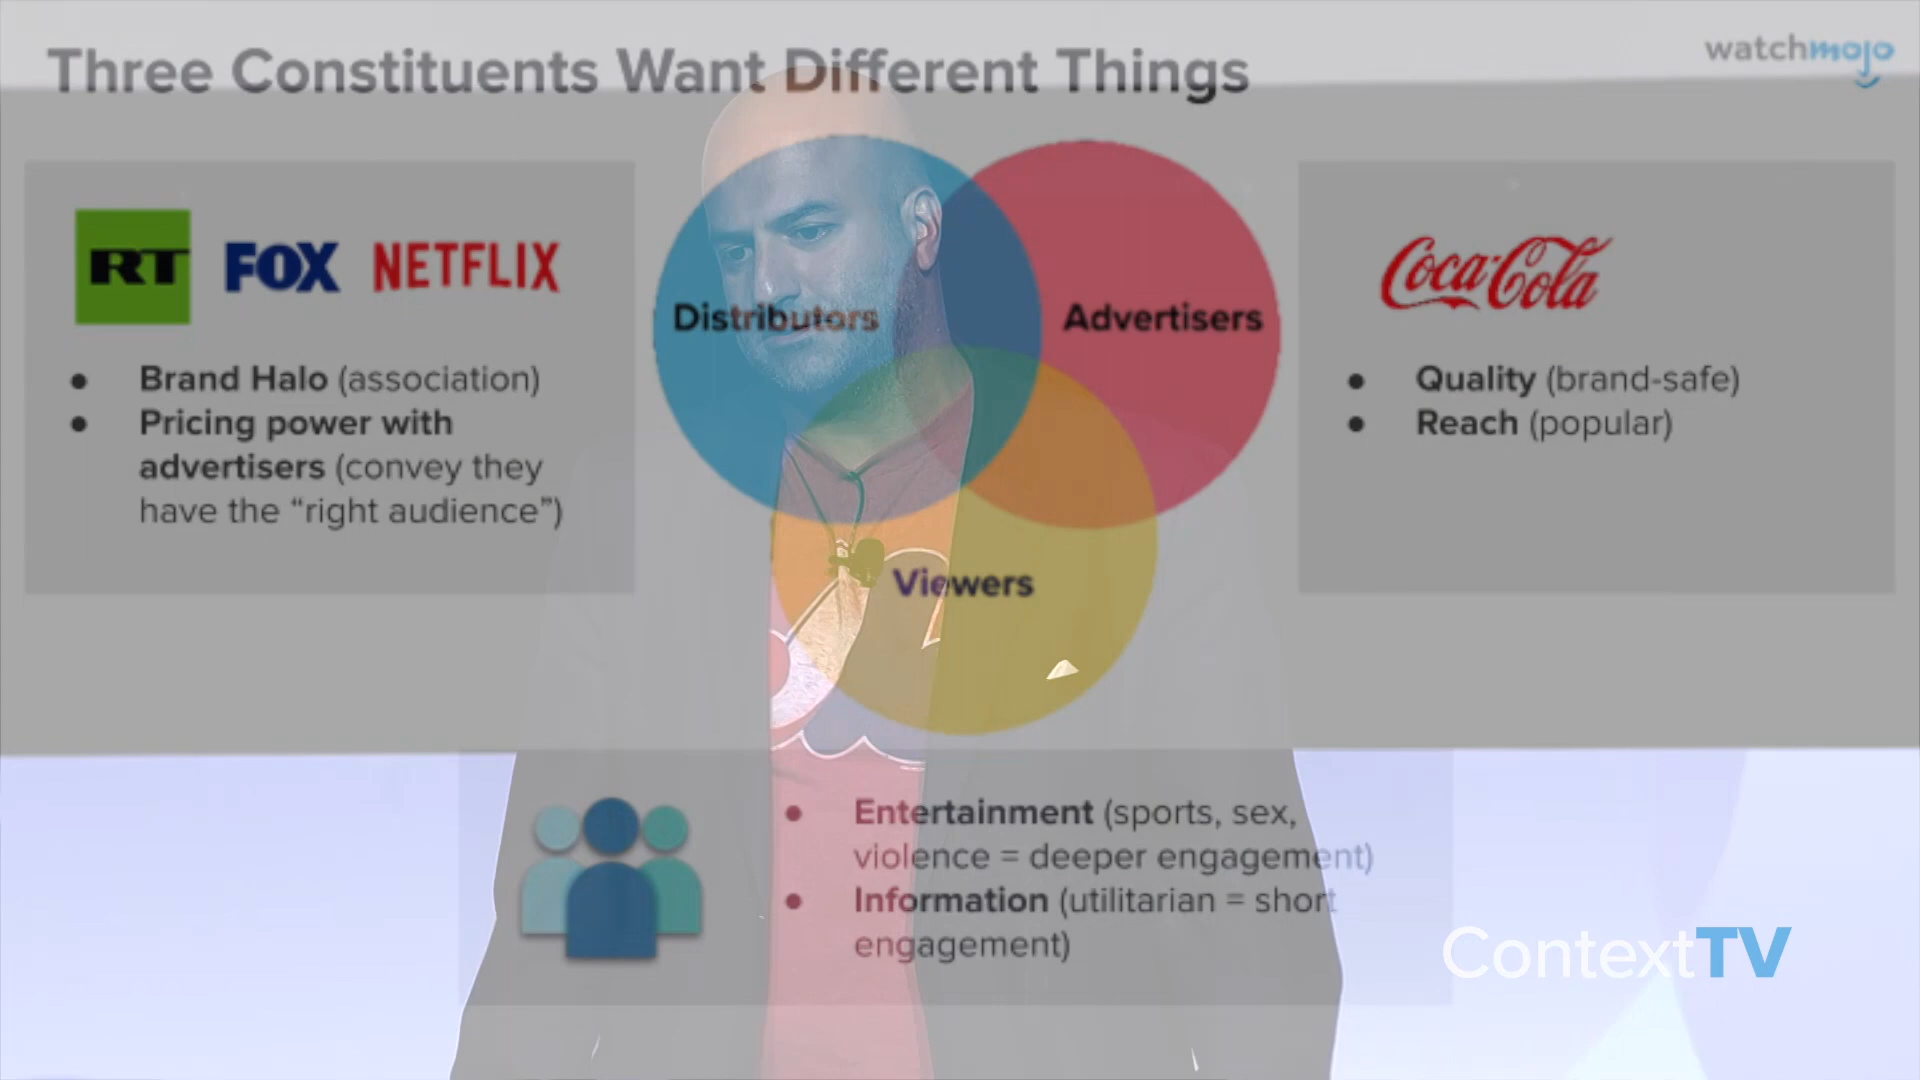 Three Constituents Want Different Things
watchmojo
RT
FOX
NETFLIX
● Brand Halo (association)
● Pricing power with
advertisers (convey they
have the “right audience”)
Distributors
Advertisers
Viewers
Coca-Cola
● Quality (brand-safe)
● Reach (popular)
● Entertainment (sports, sex,
violence = deeper engagement)
● Information (utilitarian = short
engagement)
ContextTV